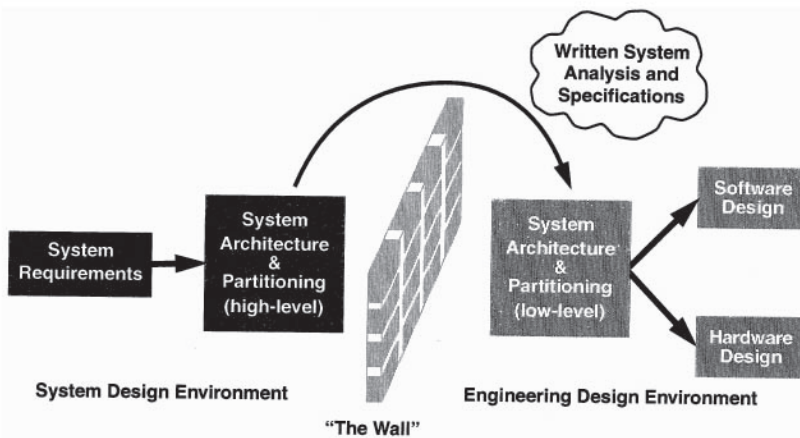 Written System
Analysis and
Specifications
System
Requirements
System
Architecture
&
Partitioning
(high-level)
System
Architecture
&
Partitioning
(low-level)
Software
Design
Hardware
Design
System Design Environment
Engineering Design Environment
“The Wall”